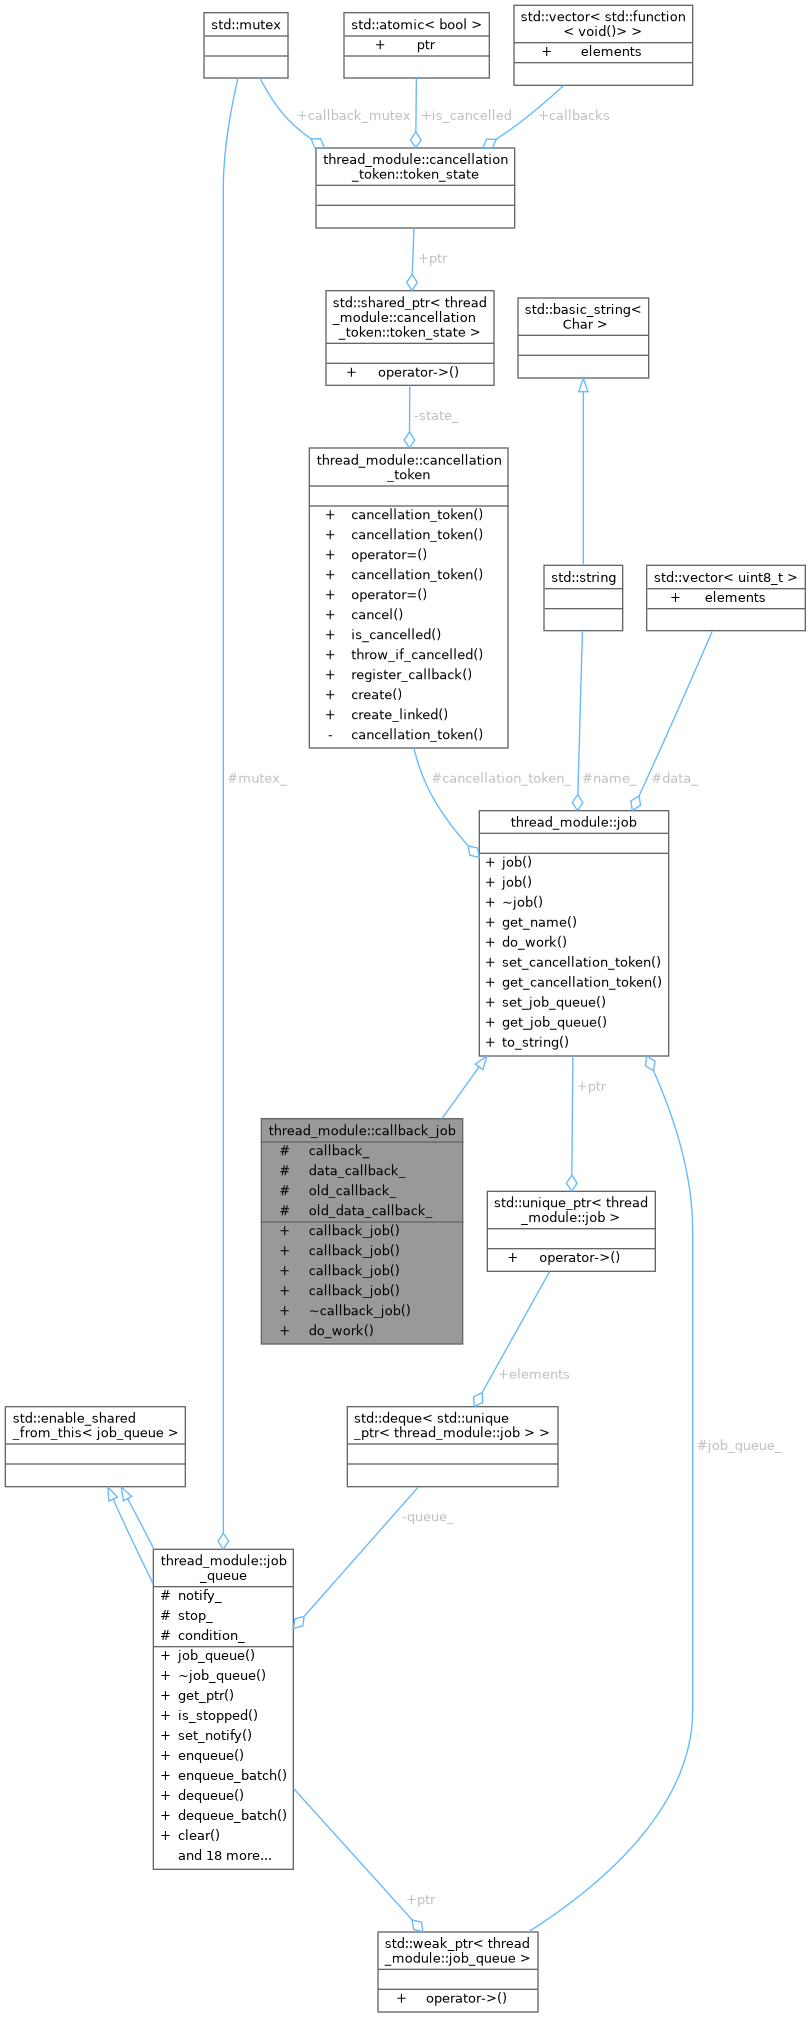 std::mutex
std::atomic< bool >
+ ptr
std::vector< std::function
< void()> >
+ elements
+callback_mutex
+is_cancelled
+callbacks
thread_module::cancellation
_token::token_state
+ptr
std::shared_ptr< thread
_module::cancellation
_token::token_state >
+ operator->()
std::basic_string<
Char >
-state_
thread_module::cancellation
_token
+ cancellation_token()
+ cancellation_token()
+ operator=()
+ cancellation_token()
+ operator=()
+ cancel()
+ is_cancelled()
+ throw_if_cancelled()
+ register_callback()
+ create()
+ create_linked()
- cancellation_token()
std::string
std::vector< uint8_t >
+ elements
#mutex_
#cancellation_token_
#name_
#data_
thread_module::job
+ job()
+ job()
+ ~job()
+ get_name()
+ do_work()
+ set_cancellation_token()
+ get_cancellation_token()
+ set_job_queue()
+ get_job_queue()
+ to_string()
+ptr
thread_module::callback_job
# callback_
# data_callback_
# old_callback_
# old_data_callback_
+ callback_job()
+ callback_job()
+ callback_job()
+ callback_job()
+ ~callback_job()
+ do_work()
std::unique_ptr< thread
_module::job >
+ operator->()
+elements
std::enable_shared
_from_this< job_queue >
std::deque< std::unique
_ptr< thread_module::job > >
#job_queue_
-queue_
thread_module::job
_queue
# notify_
# stop_
# condition_
+ job_queue()
+ ~job_queue()
+ get_ptr()
+ is_stopped()
+ set_notify()
+ enqueue()
+ enqueue_batch()
+ dequeue()
+ dequeue_batch()
+ clear()
and 18 more...
+ptr
std::weak_ptr< thread
_module::job_queue >
+ operator->()